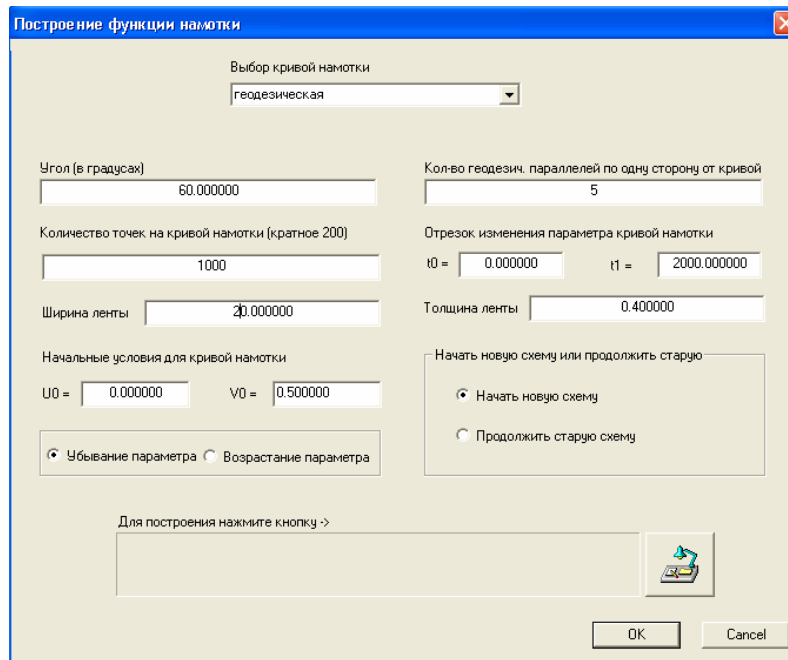 Построение функции намотки
Выбор кривой намотки
геодезическая
Угол (в градусах)
60.000000
Кол-во геодезич. параллелей по одну сторону от кривой
5
Количество точек на кривой намотки (кратное 200)
1000
Отрезок изменения параметра кривой намотки
t0 = 0.000000 t1 = 2000.000000
Ширина ленты 20.000000
Толщина ленты 0.400000
Начальные условия для кривой намотки
U0 = 0.000000 V0 = 0.500000
Убывание параметра Возрастание параметра
Начать новую схему или продолжить старую
Начать новую схему
Продолжить старую схему
Для построения нажмите кнопку ->
OK Cancel